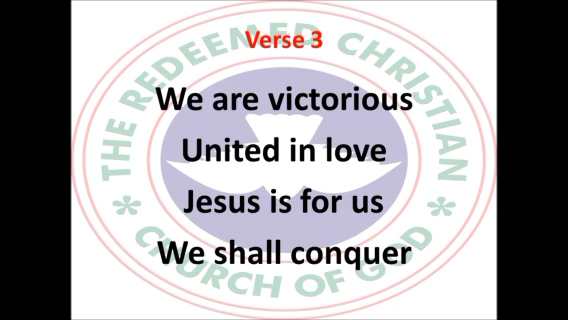 Verse 3
THE REDEEMED CHRISTIAN
We are victorious
United in love
Jesus is for us
We shall conquer
CHURCH OF GOD